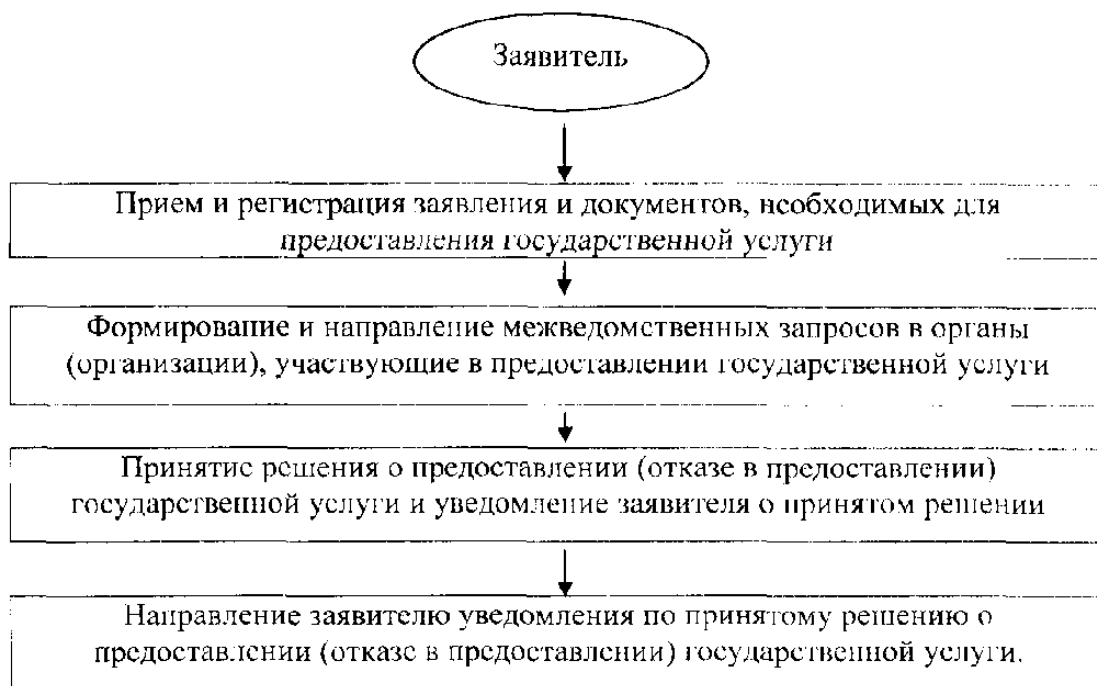 Заявитель
Прием и регистрация заявления и документов, необходимых для
предоставления государственной услуги
Формирование и направление межведомственных запросов в органы
(организации), участвующие в предоставлении государственной услуги
Принятие решения о предоставлении (отказе в предоставлении)
государственной услуги и уведомление заявителя о принятом решении
Направление заявителю уведомления по принятому решению о
предоставлении (отказе в предоставлении) государственной услуги.